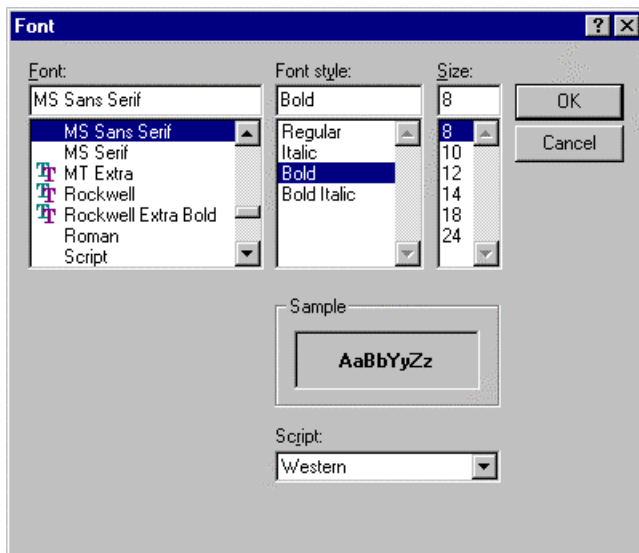 Font
Font:
MS Sans Serif
MS Sans Serif
MS Serif
MT Extra
Rockwell
Rockwell Extra Bold
Roman
Script
Font style:
Bold
Regular
Italic
Bold
Bold Italic
Size:
8
8
10
12
14
18
24
OK
Cancel
Sample
AaBbYyZz
Script:
Western